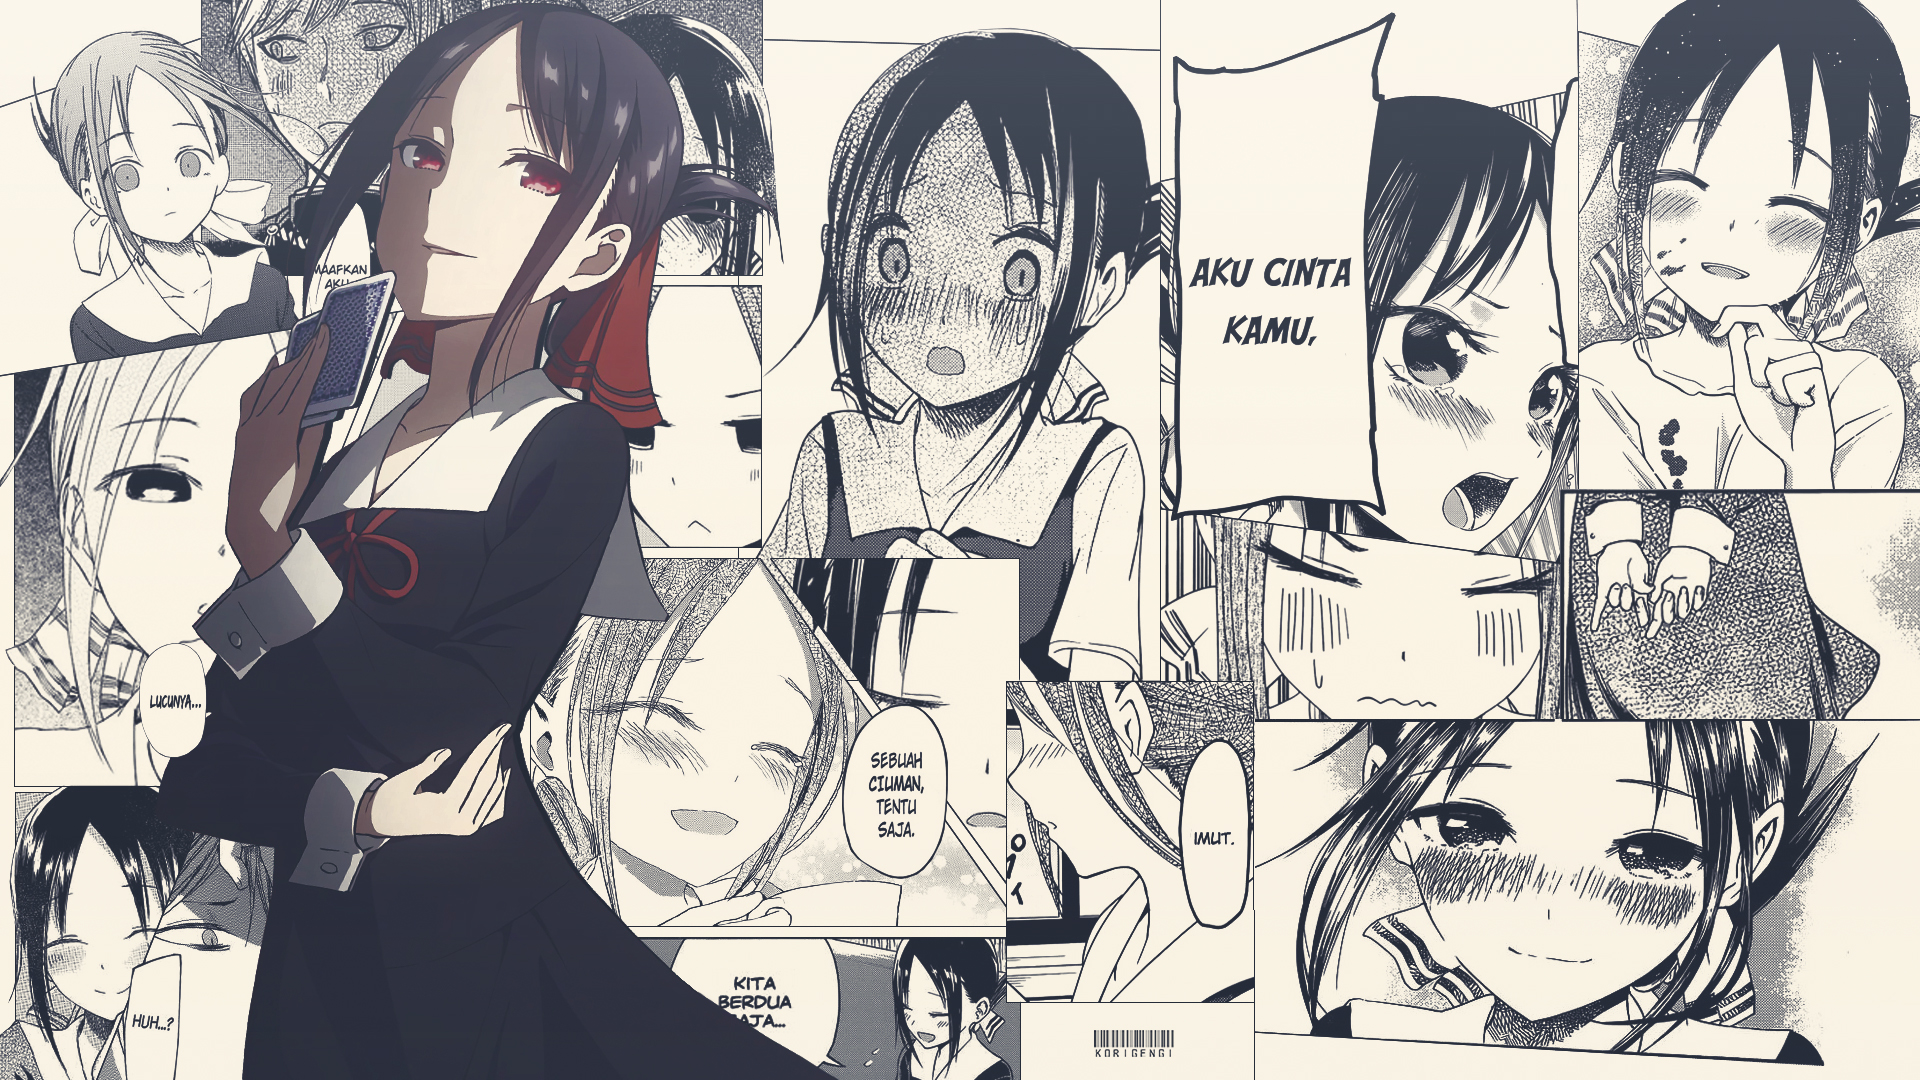 MAAFKAN
AKU
AKU CINTA
KAMU,
LUCUNYA...
SEBUAH
CIUMAN,
TENTU
SAJA.
IMUT.
HUH...?
KITA
BERDUA
SAJA...
KORIGENGI